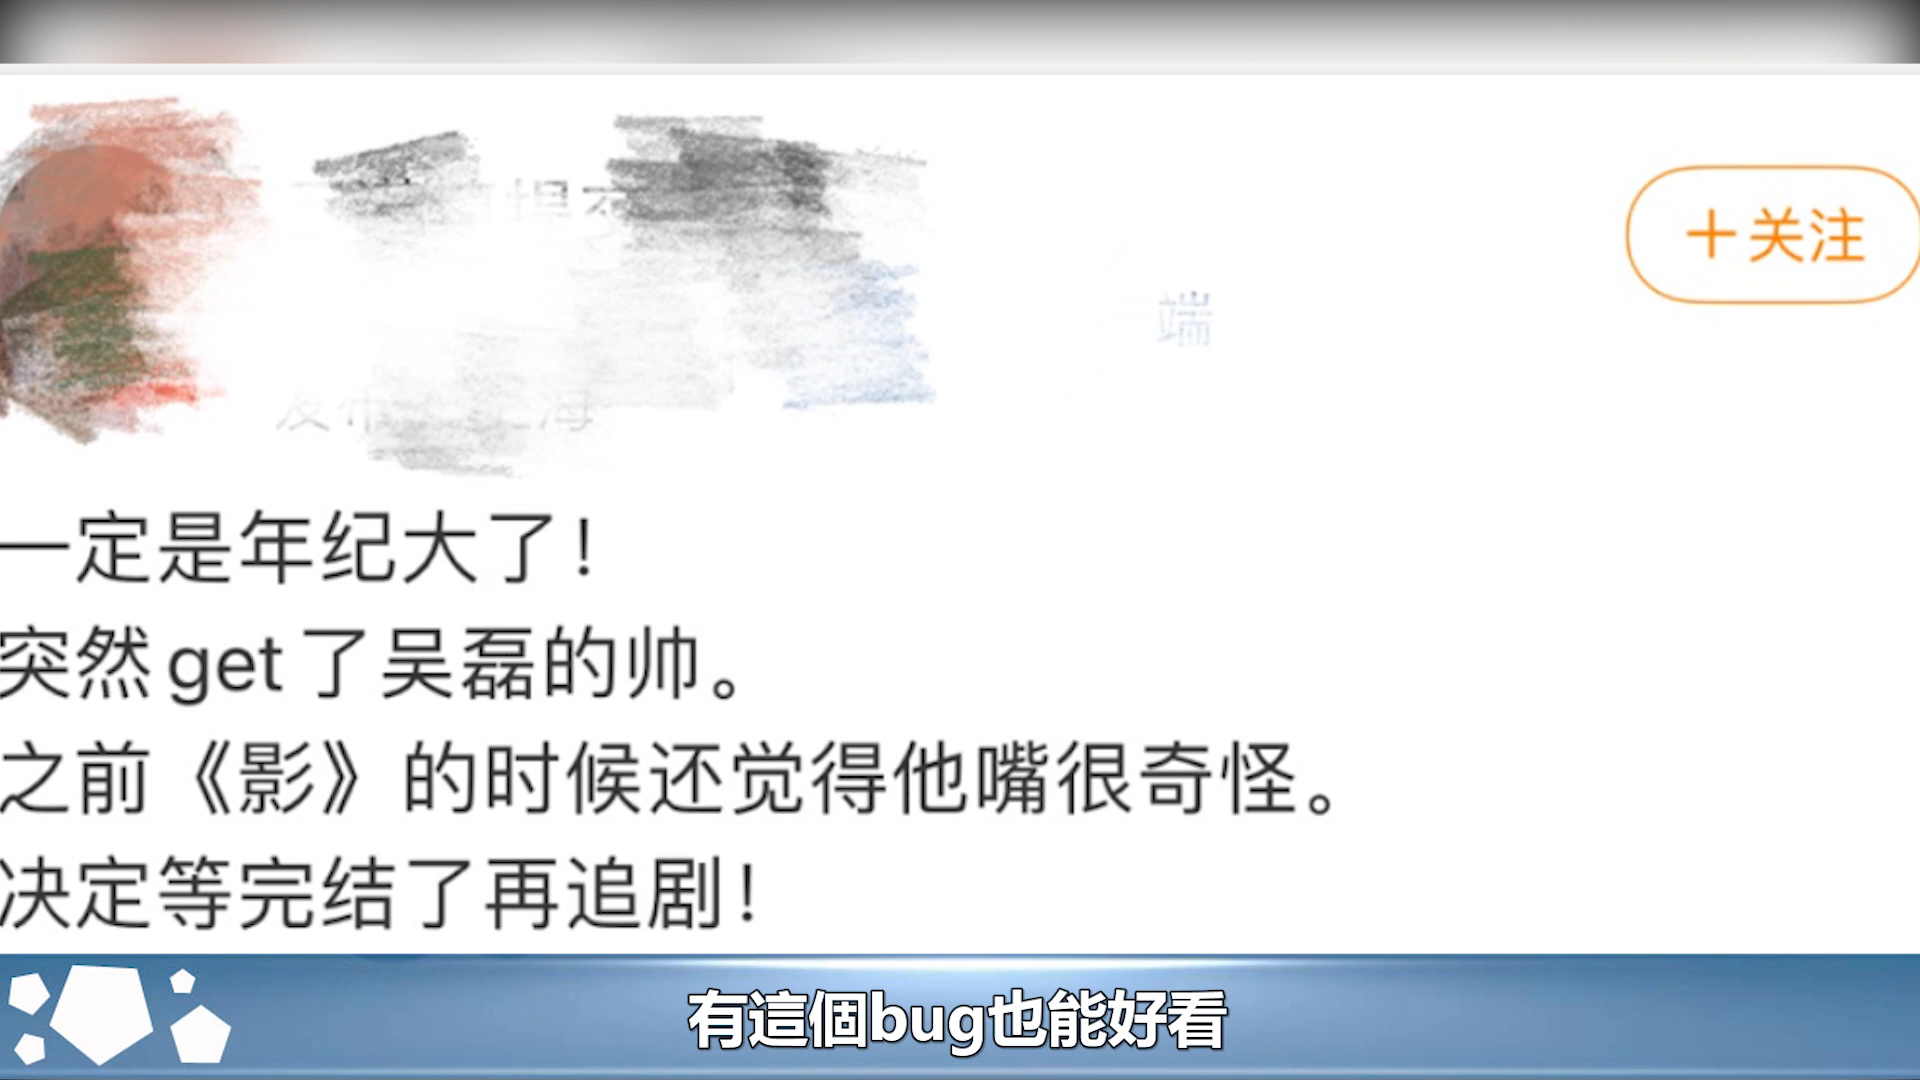 +关注
端
一定是年纪大了！
突然get了吴磊的帅。
之前《影》的时候还觉得他嘴很奇怪。
决定等完结了再追剧！
有這個bug也能好看